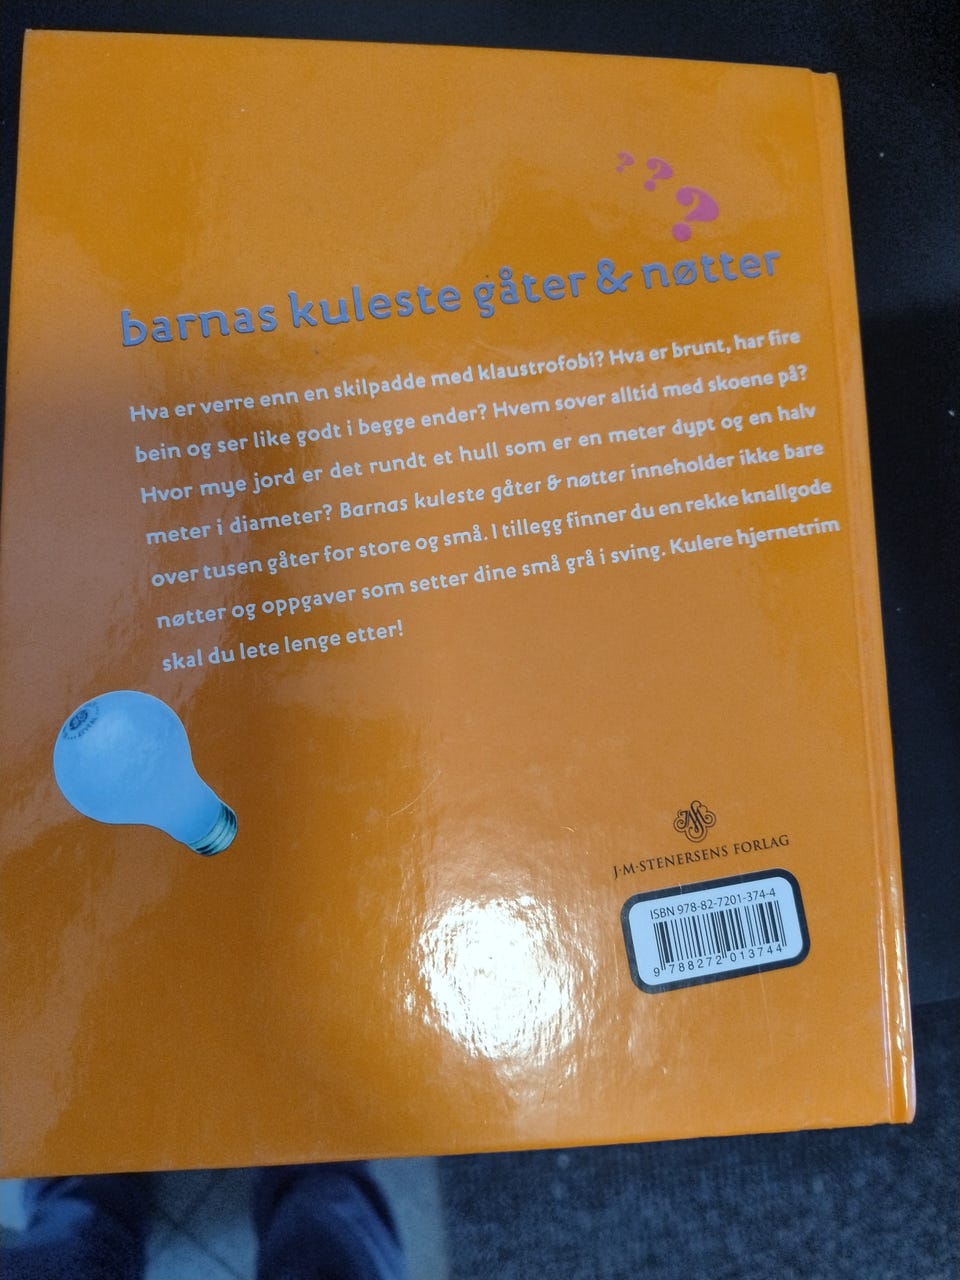 ? ? ?
barnas kuleste gåter & nøtter
Hva er verre enn en skilpadde med klaustrofobi? Hva er brunt, har fire
bein og ser like godt i begge ender? Hvem sover alltid med skoene på?
Hvor mye jord er det rundt et hull som er en meter dypt og en halv
meter i diameter? Barnas kuleste gåter & nøtter inneholder ikke bare
over tusen gåter for store og små. I tillegg finner du en rekke knallgode
nøtter og oppgaver som setter dine små grå i sving. Kulere hjernetrim
skal du lete lenge etter!
J·M·STENERSENS FORLAG
ISBN 978-82-7201-374-4
9 788272 013744